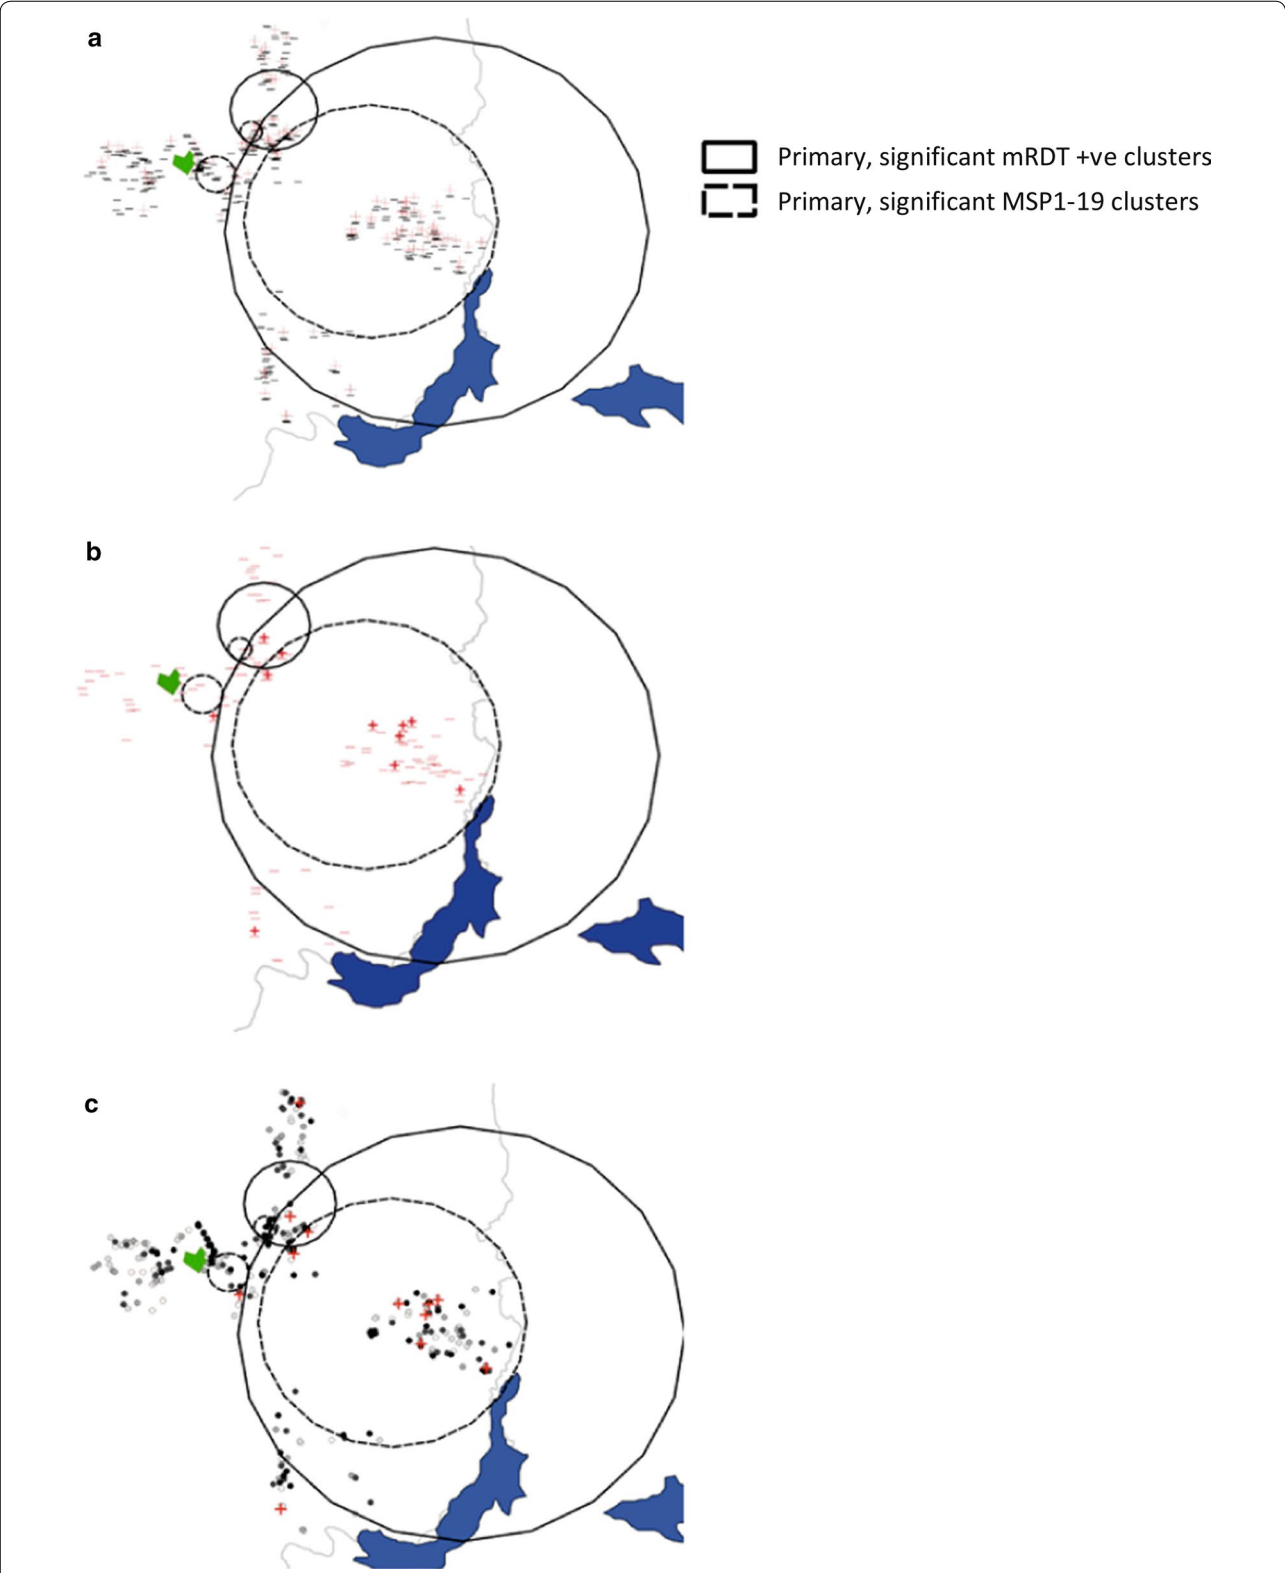 a
Primary, significant mRDT +ve clusters
Primary, significant MSP1-19 clusters
b
c